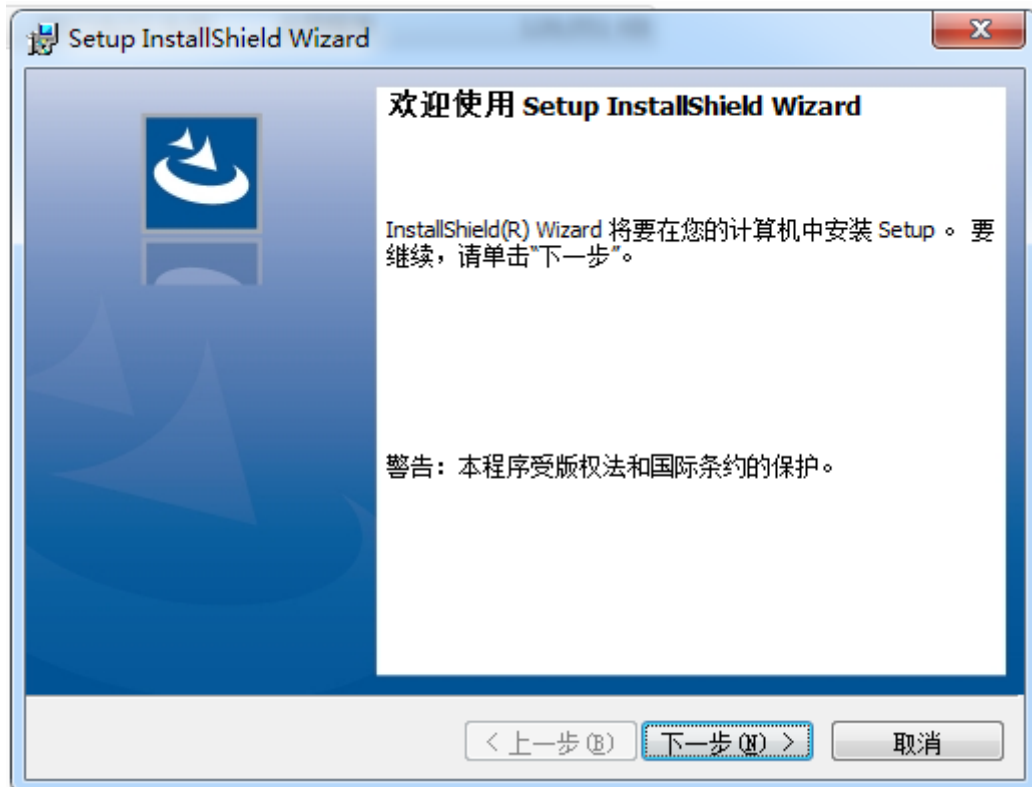 Setup InstallShield Wizard
欢迎使用 Setup InstallShield Wizard
InstallShield(R) Wizard 将要在您的计算机中安装 Setup 。 要
继续，请单击“下一步”。
警告：本程序受版权法和国际条约的保护。
< 上一步(B)
下一步(N) >
取消